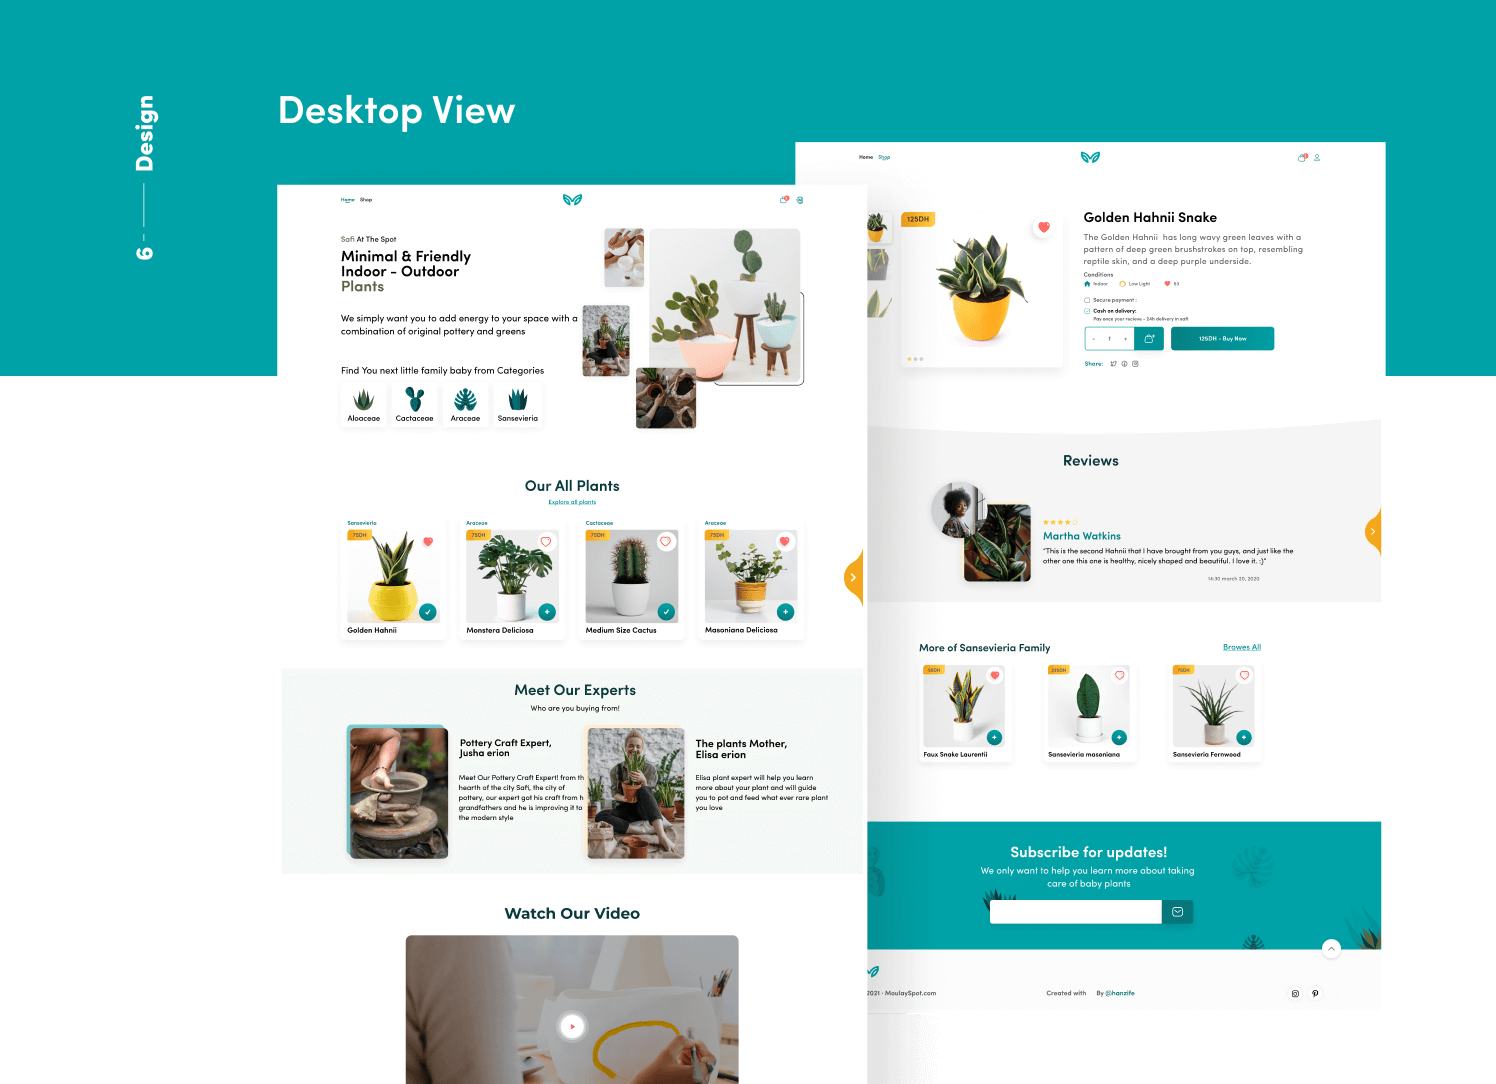 6 — Design
Desktop View
Home Shop
Safi At The Spot
Minimal & Friendly
Indoor - Outdoor
Plants
We simply want you to add energy to your space with a
combination of original pottery and greens
Find You next little family baby from Categories
Aloaceae Cactaceae Araceae Sansevieria
Our All Plants
Explore all plants
Sansevieria Araceae Cactaceae Araceae
75DH 75DH 75DH 75DH
Golden Hahnii Monstera Deliciosa Medium Size Cactus Masoniana Deliciosa
Meet Our Experts
Who are you buying from!
Pottery Craft Expert,
Jusha erion
Meet Our Pottery Craft Expert! from th
hearth of the city Safi, the city of
pottery, our expert got his craft from h
grandfathers and he is improving it to
the modern style
The plants Mother,
Elisa erion
Elisa plant expert will help you learn
more about your plant and will guide
you to pot and feed what ever rare plant
you love
Watch Our Video
Home Shop
125DH
Golden Hahnii Snake
The Golden Hahnii has long wavy green leaves with a
pattern of deep green brushstrokes on top, resembling
reptile skin, and a deep purple underside.
Conditions
Indoor Low Light 53
Secure payment :
Cash on delivery:
Pay once your recieve - 24h delivery in safi
- 1 + 125DH - Buy Now
Share:
Reviews
Martha Watkins
"This is the second Hahnii that I have brought from you guys, and just like the
other one this one is healthy, nicely shaped and beautiful. I love it. :)"
14:30 march 20, 2020
More of Sansevieria Family Browes All
75DH
Faux Snake Laurentii Sansevieria masoniana Sansevieria Fernwood
Subscribe for updates!
We only want to help you learn more about taking
care of baby plants
2021 - MoulaySpot.com Created with By @hanzife